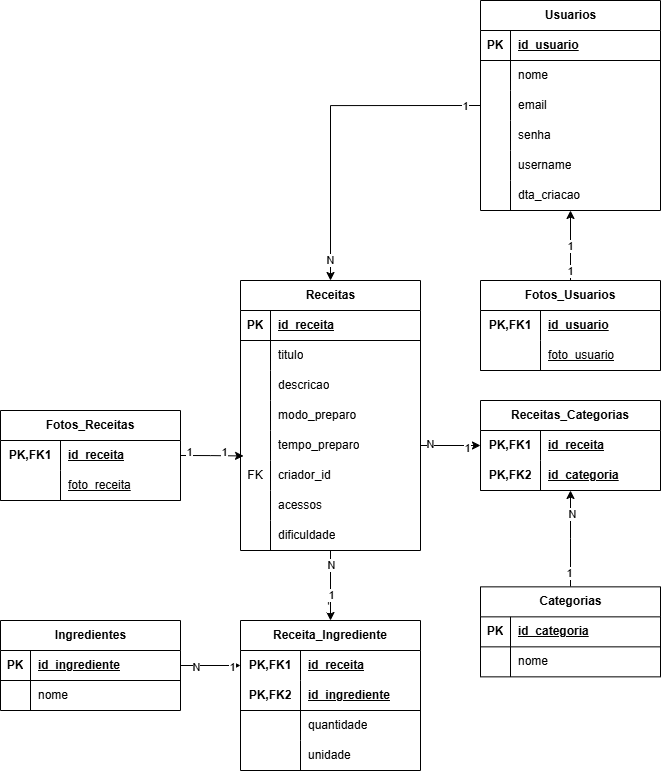 Usuarios
PK id_usuario
nome
email
senha
username
dta_criacao
1
N
1
1
Fotos_Usuarios
PK,FK1 id_usuario
foto_usuario
Receitas
PK id_receita
titulo
descricao
modo_preparo
tempo_preparo
FK criador_id
acessos
dificuldade
Fotos_Receitas
PK,FK1 id_receita
foto_receita
1 1
N 1
Receitas_Categorias
PK,FK1 id_receita
PK,FK2 id_categoria
N
1
Categorias
PK id_categoria
nome
N
1
Ingredientes
PK id_ingrediente
nome
N 1
Receita_Ingrediente
PK,FK1 id_receita
PK,FK2 id_ingrediente
quantidade
unidade